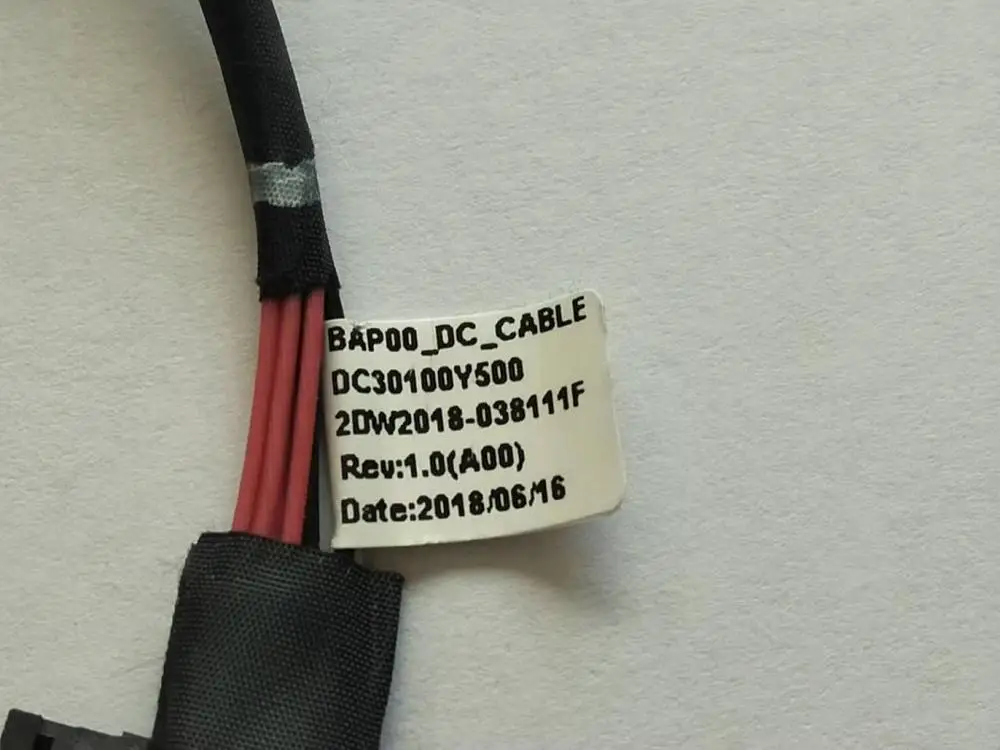 BAP00_DC_CABLE
DC30100Y500
2DW2018-038111F
Rev:1.0(A00)
Date:2018/06/16